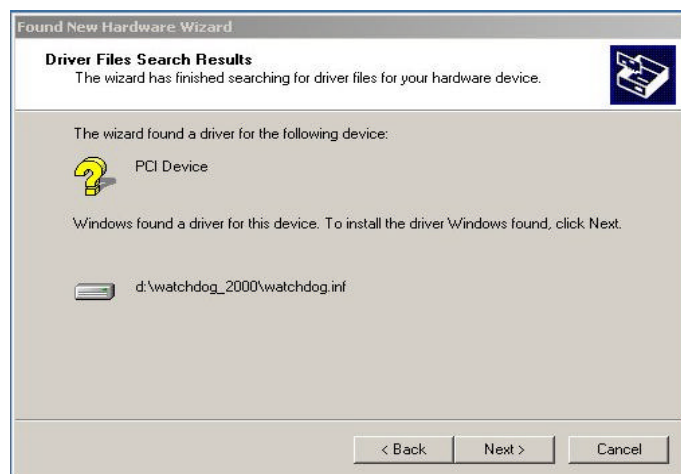 Found New Hardware Wizard
Driver Files Search Results
The wizard has finished searching for driver files for your hardware device.
The wizard found a driver for the following device:
PCI Device
Windows found a driver for this device. To install the driver Windows found, click Next.
d:\watchdog_2000\watchdog.inf
< Back Next > Cancel